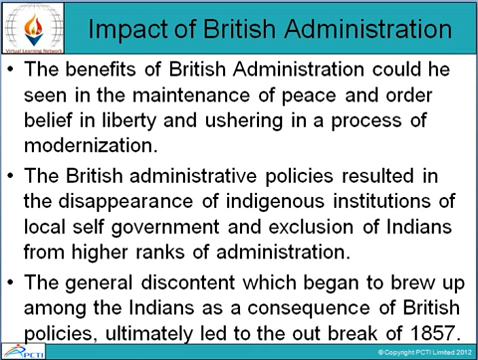 Impact of British Administration
Virtual Learning Network
• The benefits of British Administration could he
seen in the maintenance of peace and order
belief in liberty and ushering in a process of
modernization.
• The British administrative policies resulted in
the disappearance of indigenous institutions of
local self government and exclusion of Indians
from higher ranks of administration.
• The general discontent which began to brew up
among the Indians as a consequence of British
policies, ultimately led to the out break of 1857.
PCTI
©Copyright PCTI Limited 2012